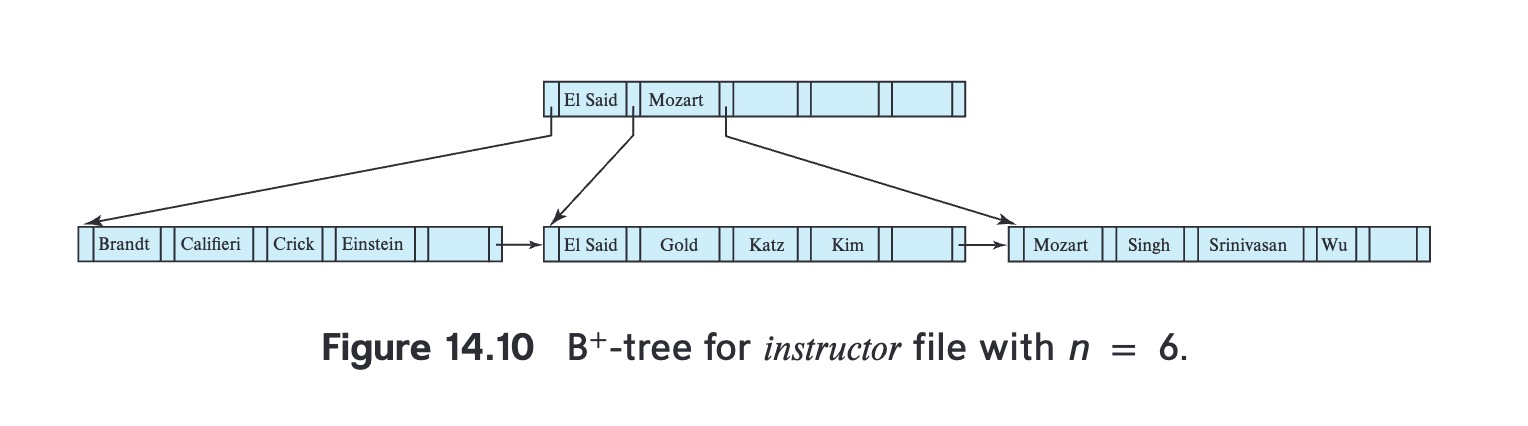 El Said Mozart
Brandt Califieri Crick Einstein El Said Gold Katz Kim Mozart Singh Srinivasan Wu
Figure 14.10 B+-tree for instructor file with n = 6.